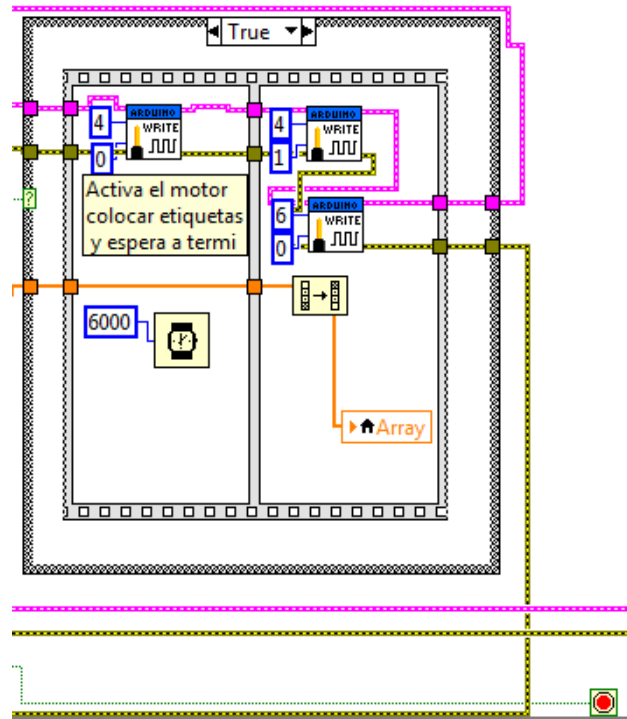 True
ARDUINO
WRITE
4
0
ARDUINO
WRITE
4
1
Activa el motor
colocar etiquetas
y espera a termi
ARDUINO
WRITE
6
0
?
6000
Array